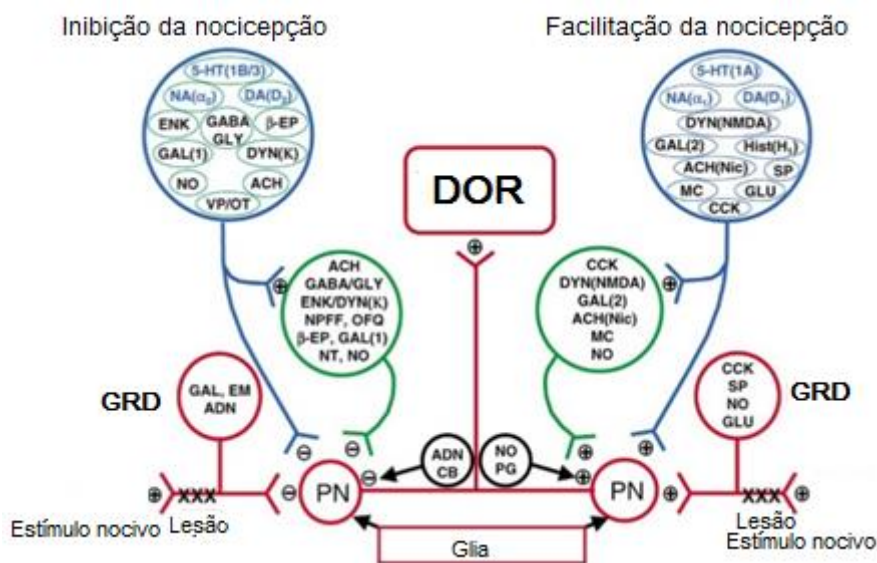 Inibição da nocicepção
Facilitação da nocicepção
5-HT(1B/3)
NA(α₂) DA(D₂)
ENK GABA β-EP
GLY
GAL(1) DYN(K)
NO ACH
VP/OT
5-HT(1A)
NA(α₁) DA(D₁)
DYN(NMDA)
GAL(2) Hist(H₁)
ACH(Nic) SP
MC GLU
CCK
DOR
ACH
GABA/GLY
ENK/DYN(K)
NPFF, OFQ
β-EP, GAL(1)
NT, NO
CCK
DYN(NMDA)
GAL(2)
ACH(Nic)
MC
NO
GRD
GAL, EM
ADN
CCK
SP
NO
GLU
GRD
ADN
CB
NO
PG
PN
PN
XXX
XXX
Estímulo nocivo
Lesão
Glia
Lesão
Estímulo nocivo